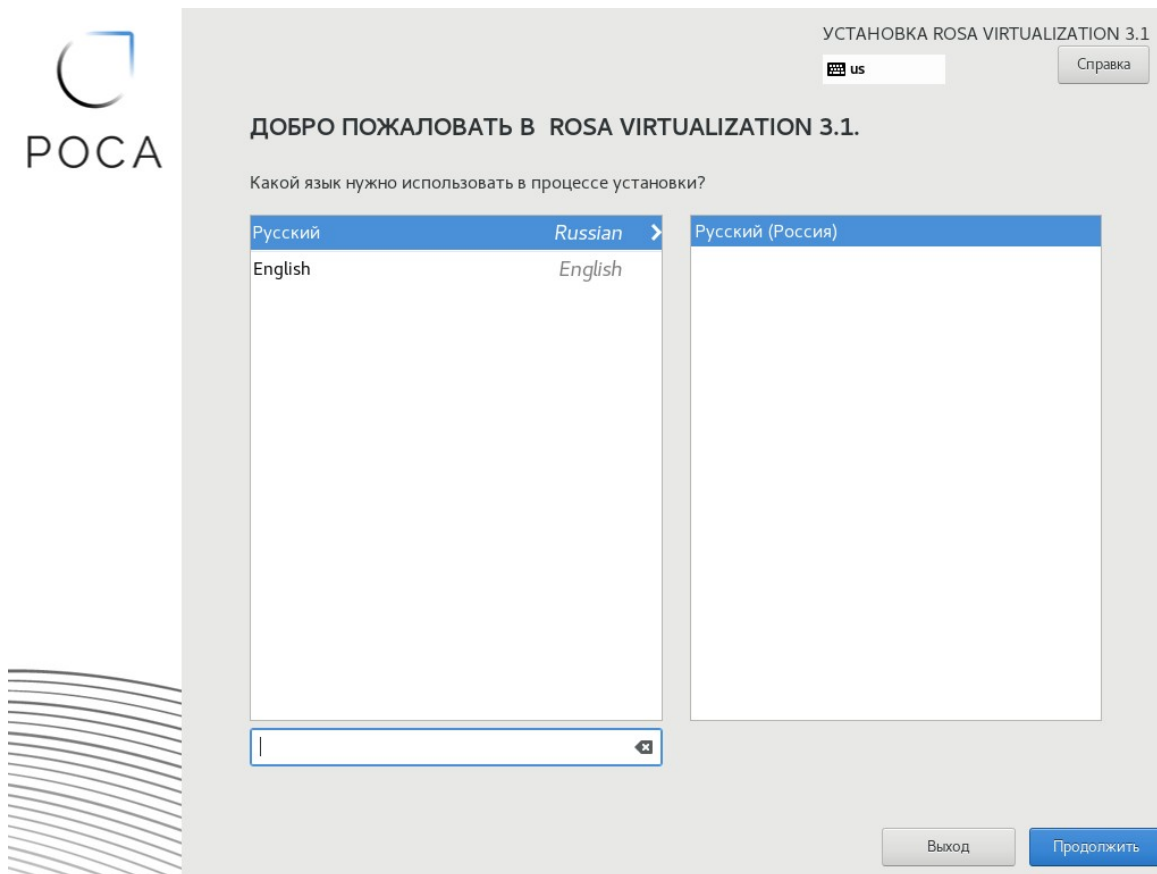 РОСА
УСТАНОВКА ROSA VIRTUALIZATION 3.1
us
Справка
ДОБРО ПОЖАЛОВАТЬ В ROSA VIRTUALIZATION 3.1.
Какой язык нужно использовать в процессе установки?
Русский Russian
English English
Русский (Россия)
Выход
Продолжить